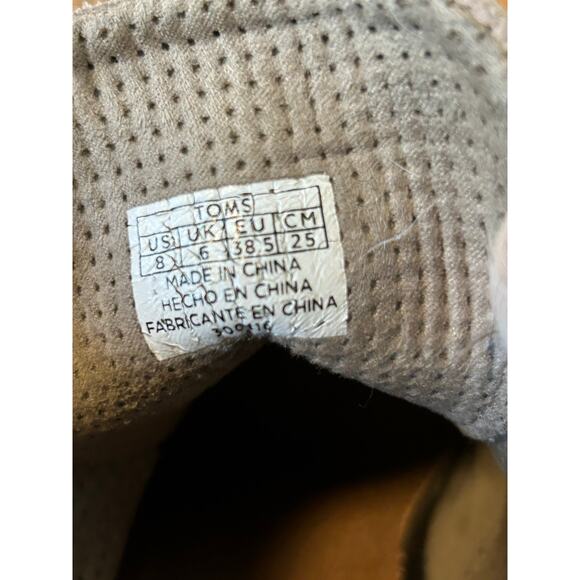 TOMS
US UK EU CM
8 6 38.5 25
MADE IN CHINA
HECHO EN CHINA
FABRICANTE EN CHINA